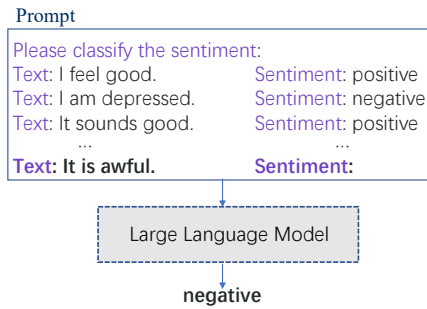 Prompt
Please classify the sentiment:
Text: I feel good. Sentiment: positive
Text: I am depressed. Sentiment: negative
Text: It sounds good. Sentiment: positive
... ...
Text: It is awful. Sentiment:
Large Language Model
negative